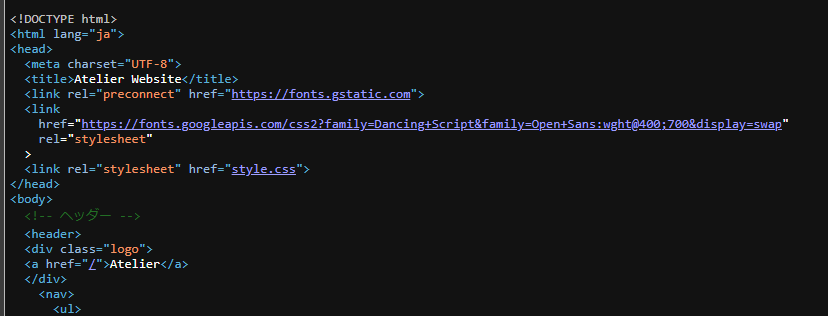 <!DOCTYPE html>
<html lang="ja">
<head>
<meta charset="UTF-8">
<title>Atelier Website</title>
<link rel="preconnect" href="https://fonts.gstatic.com">
<link
href="https://fonts.googleapis.com/css2?family=Dancing+Script&family=Open+Sans:wght@400;700&display=swap"
rel="stylesheet"
>
<link rel="stylesheet" href="style.css">
</head>
<body>
<!-- ヘッダー -->
<header>
<div class="logo">
<a href="/">Atelier</a>
</div>
<nav>
<ul>